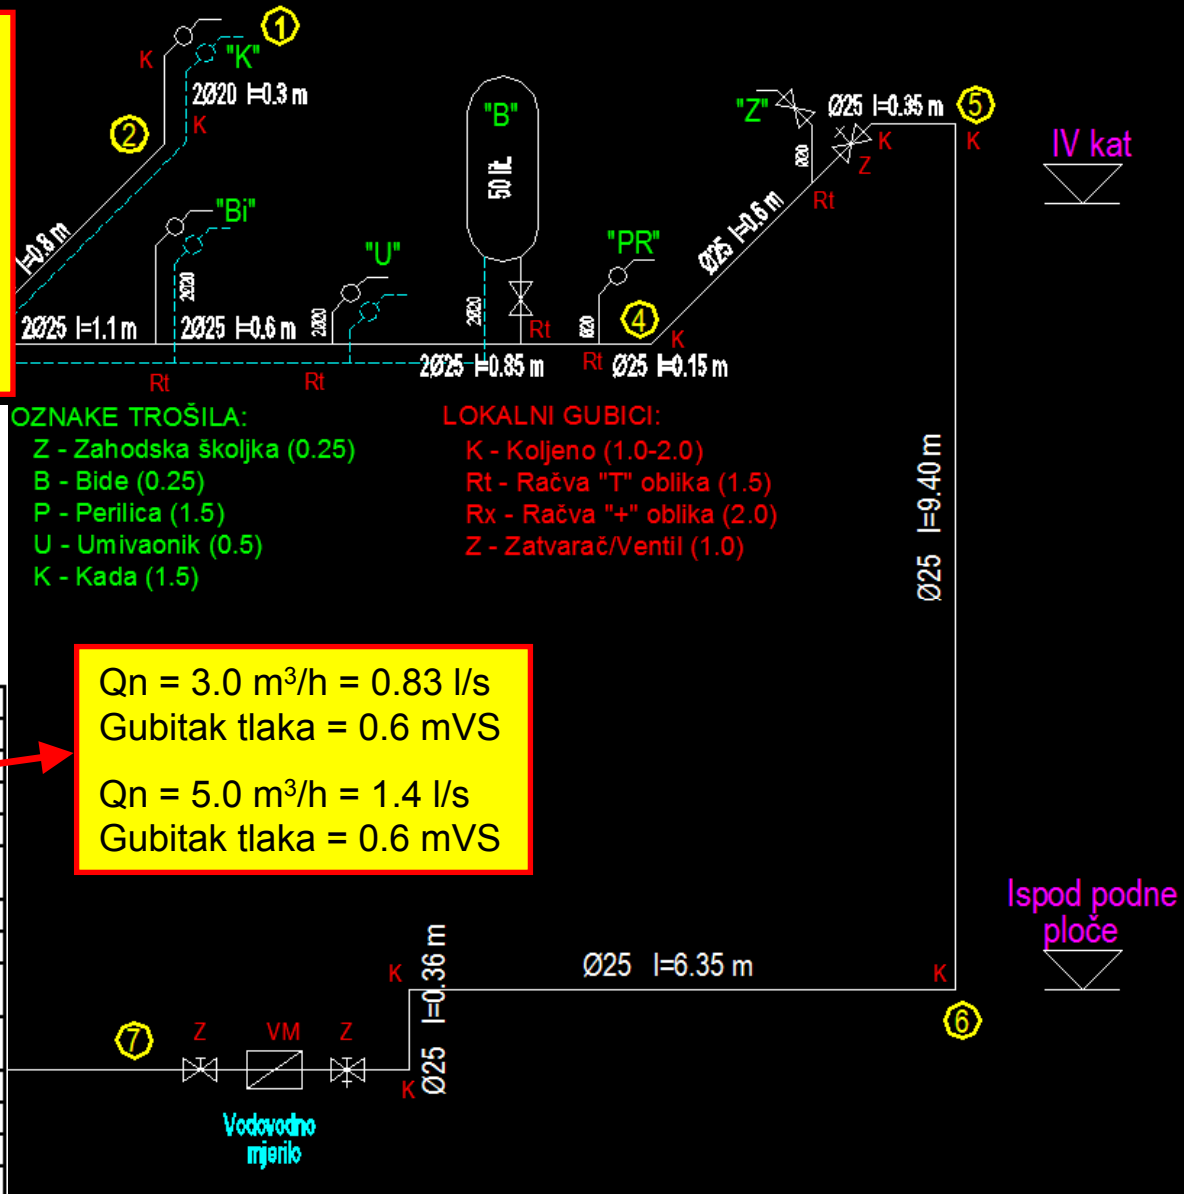 1
K
"K"
2Ø20 l=0.3 m
2
K
"B"
50 lit.
"Z"
Ø25 l=0.35 m
5
K
K
Z
IV kat
Ø20
Rt
Ø25 l=0.6 m
l=0.8 m
"Bi"
2Ø20
"U"
2Ø20
2Ø20
"PR"
Ø20
4
K
2Ø25 l=1.1 m
2Ø25 l=0.6 m
Rt
Rt
Rt
Rt
2Ø25 l=0.85 m
Ø25 l=0.15 m
OZNAKE TROŠILA:
Z - Zahodska školjka (0.25)
B - Bide (0.25)
P - Perilica (1.5)
U - Umivaonik (0.5)
K - Kada (1.5)
LOKALNI GUBICI:
K - Koljeno (1.0-2.0)
Rt - Račva "T" oblika (1.5)
Rx - Račva "+" oblika (2.0)
Z - Zatvarač/Ventil (1.0)
Ø25 l=9.40 m
Qn = 3.0 m³/h = 0.83 l/s
Gubitak tlaka = 0.6 mVS
Qn = 5.0 m³/h = 1.4 l/s
Gubitak tlaka = 0.6 mVS
Ispod podne
ploče
K
Ø25 l=0.36 m
Ø25 l=6.35 m
K
6
7
Z
VM
Z
K
Vodovodno
mjerilo